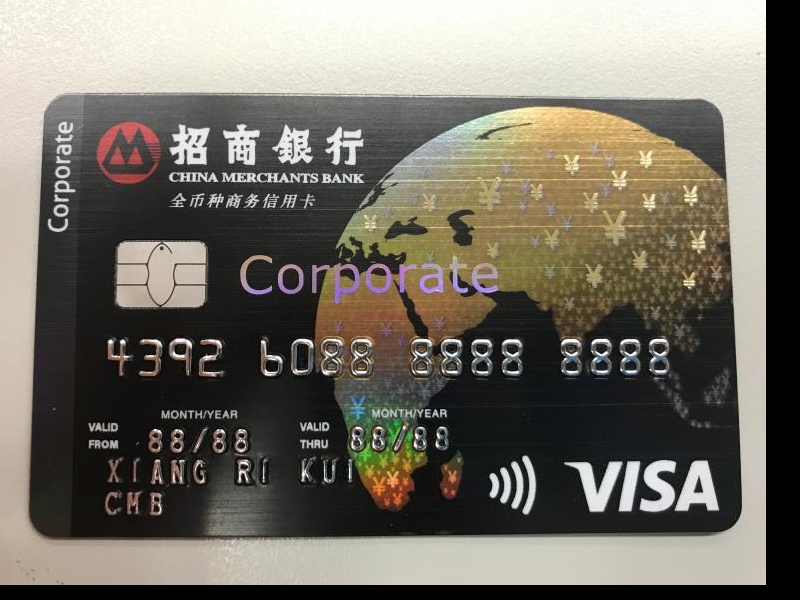 Corporate
招商銀行
CHINA MERCHANTS BANK
全币种商务信用卡
Corporate
4392 6088 8888 8888
MONTH/YEAR MONTH/YEAR
VALID FROM 88/88 VALID THRU 88/88
XIANG RI KUI
CMB
VISA